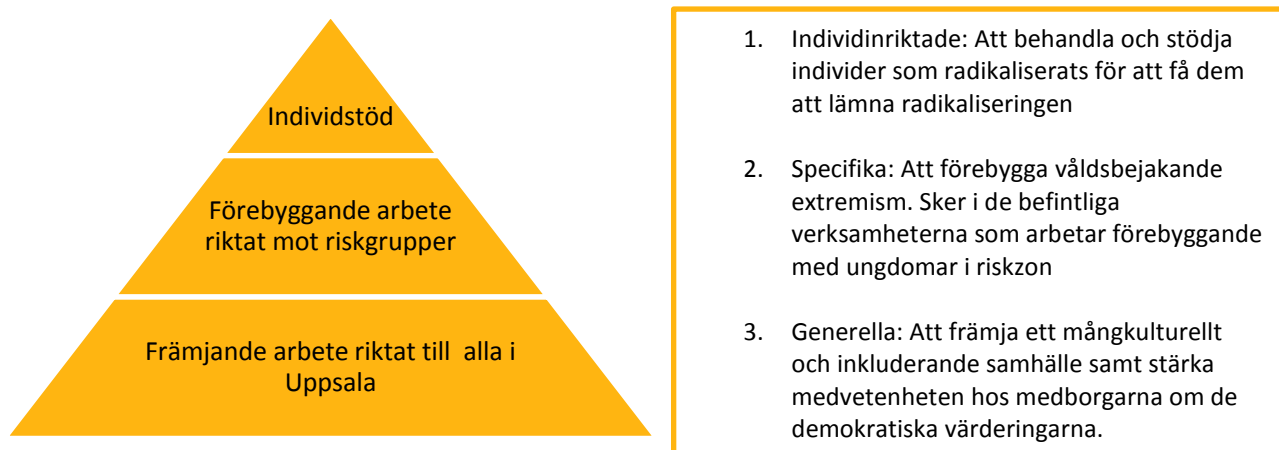 Individstöd
Förebyggande arbete
riktat mot riskgrupper
Främjande arbete riktat till  alla i
Uppsala
1. Individinriktade: Att behandla och stödja
individer som radikaliserats för att få dem
att lämna radikaliseringen
2. Specifika: Att förebygga våldsbejakande
extremism. Sker i de befintliga
verksamheterna som arbetar förebyggande
med ungdomar i riskzon
3. Generella: Att främja ett mångkulturellt
och inkluderande samhälle samt stärka
medvetenheten hos medborgarna om de
demokratiska värderingarna.